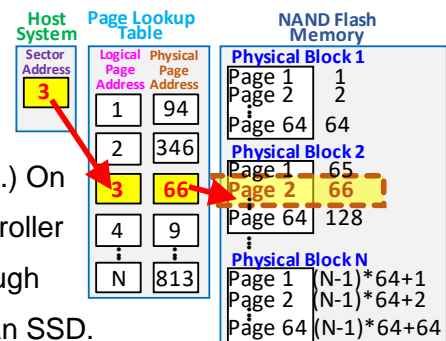 Host System
Page Lookup Table
NAND Flash Memory
Sector Address
3
Logical Page Address
Physical Page Address
1 94
2 346
3 66
4 9
N 813
Physical Block 1
Page 1 1
Page 2 2
Page 64 64
Physical Block 2
Page 1 65
Page 2 66
Page 64 128
Physical Block N
Page 1 (N-1)*64+1
Page 2 (N-1)*64+2
Page 64 (N-1)*64+64
.) On
roller
ugh
an SSD.